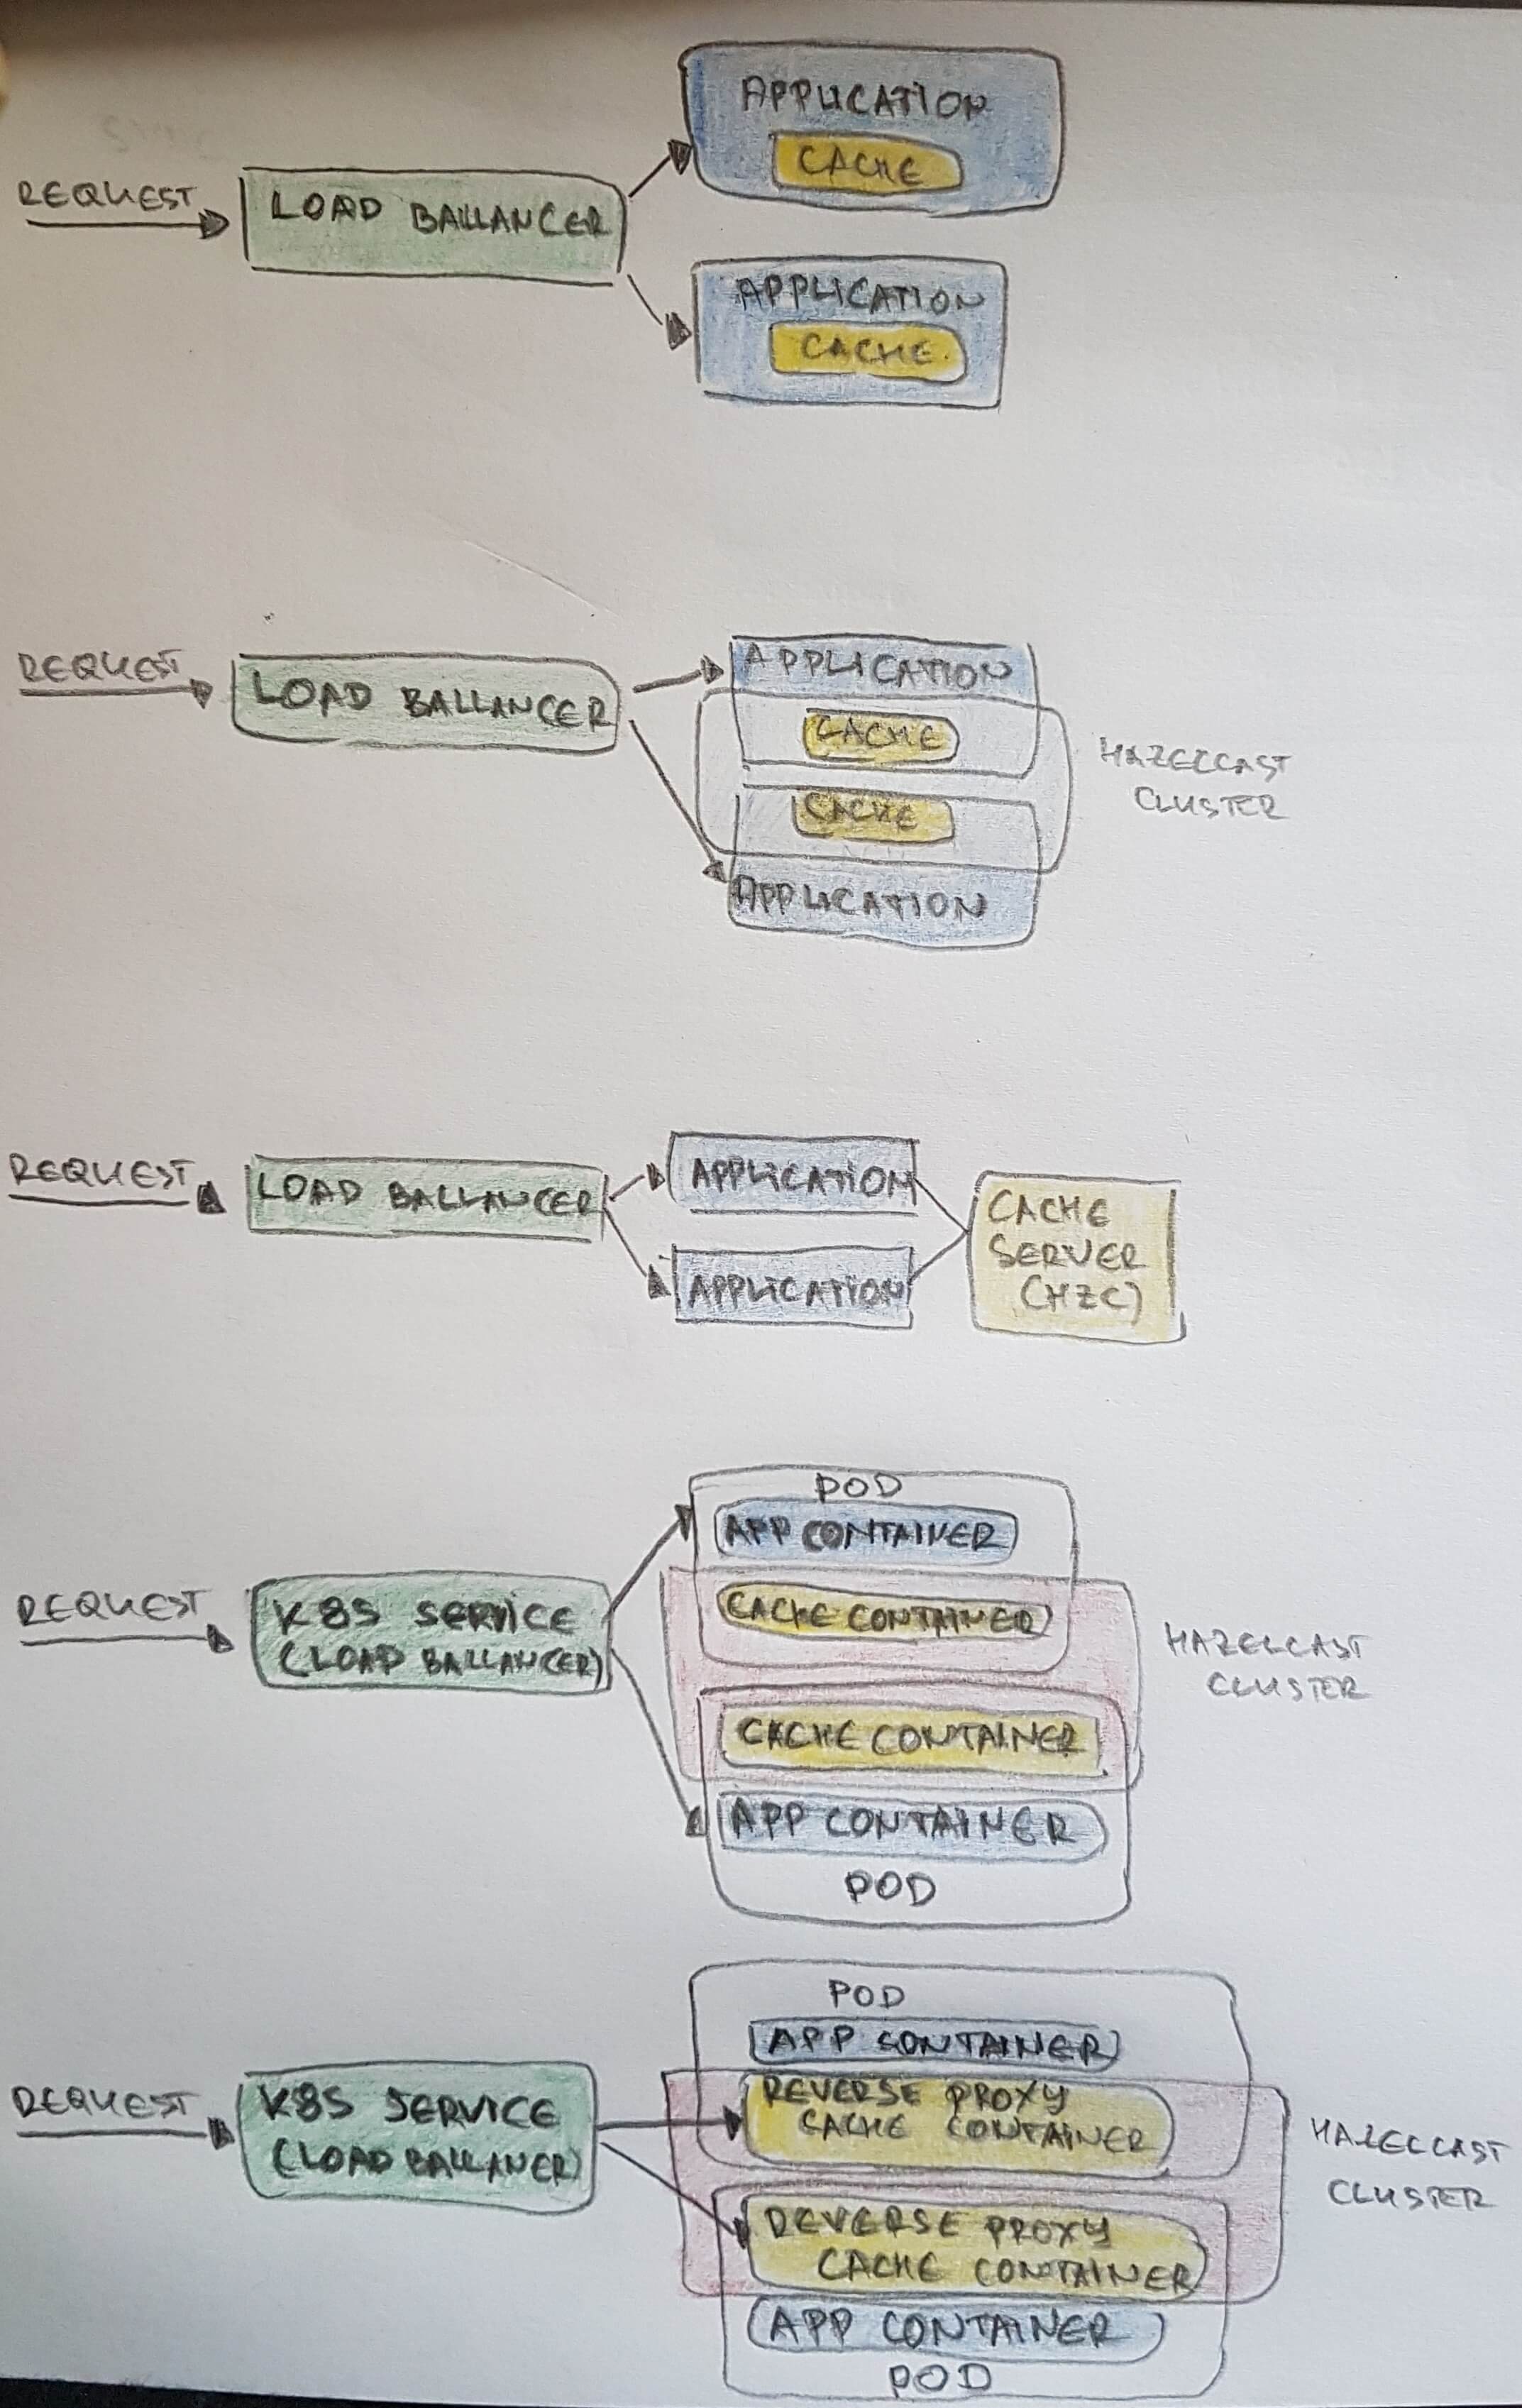 APPLICATION
CACHE
REQUEST
LOAD BALLANCER
APPLICATION
CACHE
REQUEST
LOAD BALLANCER
APPLICATION
CACHE
CACHE
APPLICATION
HAZELCAST
CLUSTER
REQUEST
LOAD BALLANCER
APPLICATION
APPLICATION
CACHE
SERVER
(HZC)
REQUEST
K8S SERVICE
(LOAD BALLANCER)
POD
APP CONTAINER
CACHE CONTAINER
CACHE CONTAINER
APP CONTAINER
POD
HAZELCAST
CLUSTER
REQUEST
K8S SERVICE
(LOAD BALLANER)
POD
APP CONTAINER
REVERSE PROXY
CACHE CONTAINER
REVERSE PROXY
CACHE CONTAINER
APP CONTAINER
POD
HAZELCAST
CLUSTER